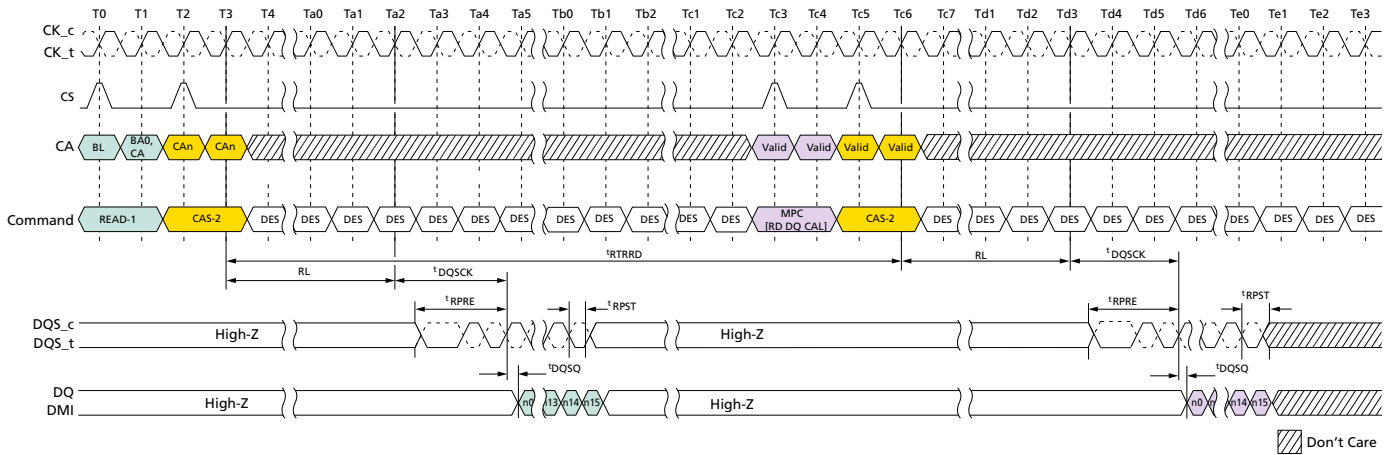 T0 T1 T2 T3 T4 Ta0 Ta1 Ta2 Ta3 Ta4 Ta5 Tb0 Tb1 Tb2 Tc1 Tc2 Tc3 Tc4 Tc5 Tc6 Tc7 Td1 Td2 Td3 Td4 Td5 Td6 Te0 Te1 Te2 Te3
CK_c
CK_t
CS
CA BL BA0, CA CAn CAn Valid Valid Valid Valid
Command READ-1 CAS-2 DES DES DES DES DES DES DES DES DES DES DES DES MPC [RD DQ CAL] CAS-2 DES DES DES DES DES DES DES DES DES DES DES
tRTRRD
RL tDQSCK RL tDQSCK
tRPRE tRPST tRPRE tRPST
DQS_c
DQS_t
High-Z High-Z
tDQSQ tDQSQ
DQ
DMI
High-Z n0 n13 n14 n15 High-Z n0 n n14 n15
Don't Care